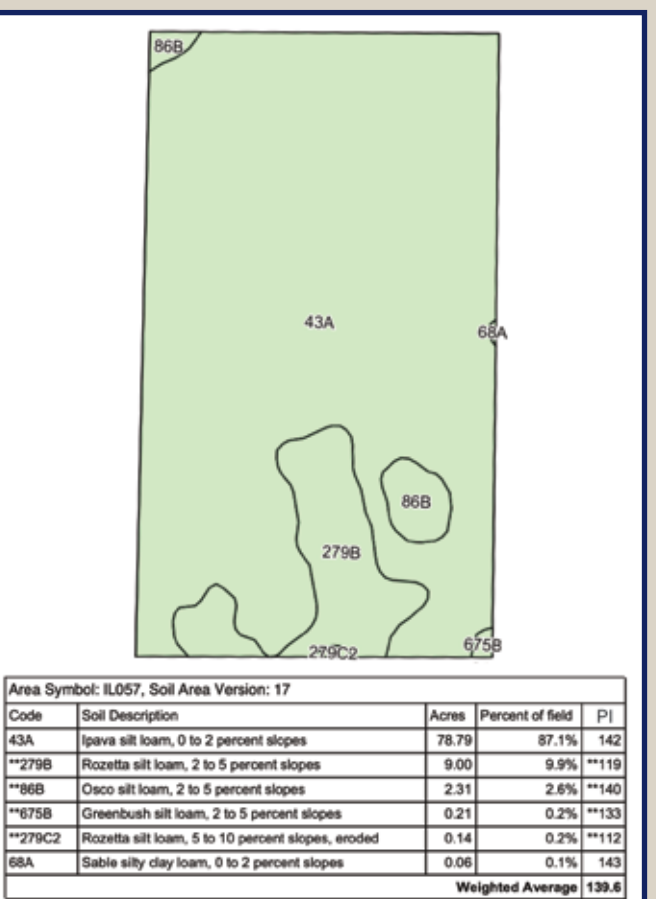 86B
43A
68A
86B
279B
675B
279C2
Area Symbol: IL057, Soil Area Version: 17
Code Soil Description Acres Percent of field PI
43A Ipava silt loam, 0 to 2 percent slopes 78.79 87.1% 142
**279B Rozetta silt loam, 2 to 5 percent slopes 9.00 9.9% **119
**86B Osco silt loam, 2 to 5 percent slopes 2.31 2.6% **140
**675B Greenbush silt loam, 2 to 5 percent slopes 0.21 0.2% **133
**279C2 Rozetta silt loam, 5 to 10 percent slopes, eroded 0.14 0.2% **112
68A Sable silty clay loam, 0 to 2 percent slopes 0.06 0.1% 143
Weighted Average 139.6